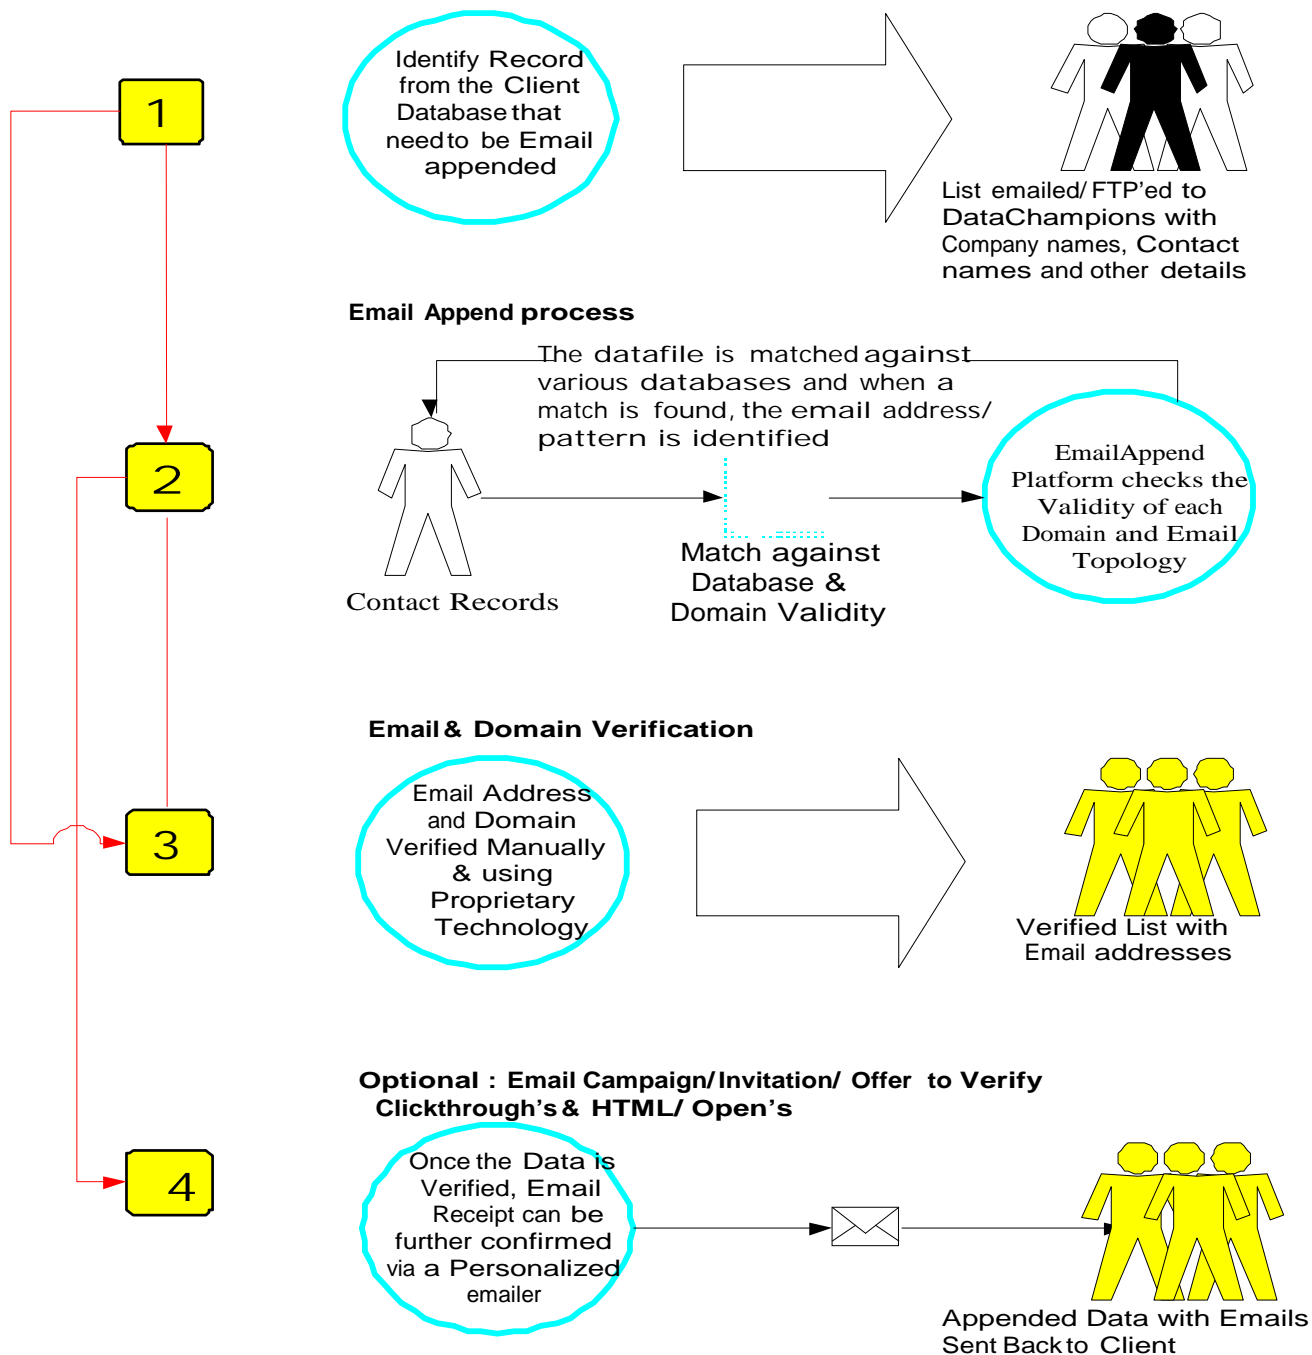 1
Identify Record
from the Client
Database that
need to be Email
appended
List emailed/ FTP'ed to
DataChampions with
Company names, Contact
names and other details
Email Append process
The datafile is matched against
various databases and when a
match is found, the email address/
pattern is identified
2
Contact Records
Match against
Database &
Domain Validity
EmailAppend
Platform checks the
Validity of each
Domain and Email
Topology
Email & Domain Verification
3
Email Address
and Domain
Verified Manually
& using
Proprietary
Technology
Verified List with
Email addresses
Optional : Email Campaign/Invitation/ Offer to Verify
Clickthrough's & HTML/ Open's
4
Once the Data is
Verified, Email
Receipt can be
further confirmed
via a Personalized
emailer
Appended Data with Emails
Sent Back to Client